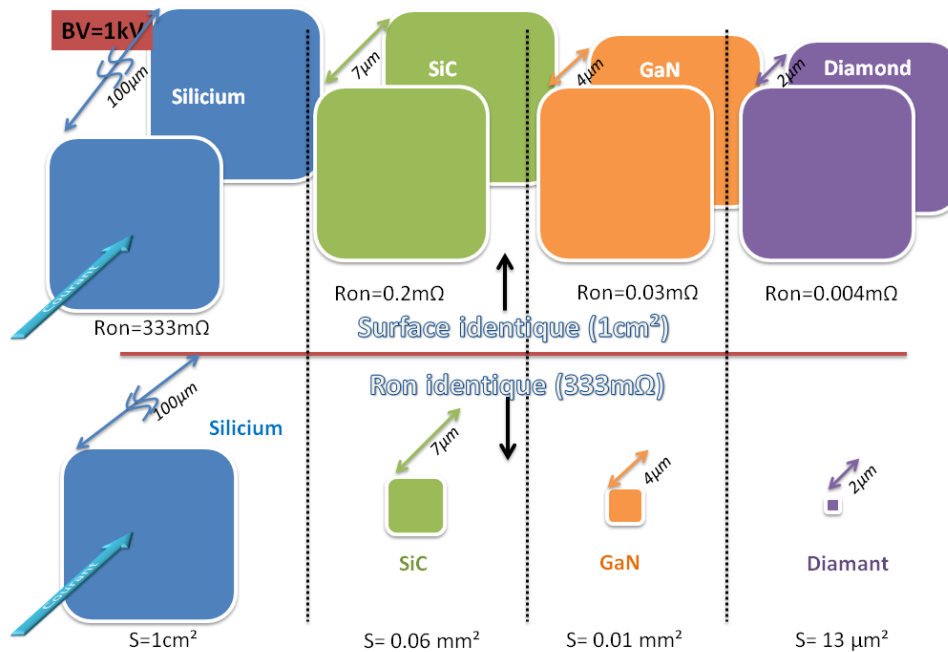 BV=1kV
100µm
Silicium
7µm
SiC
4µm
GaN
2µm
Diamond
Courant
Ron=333mΩ
Ron=0.2mΩ
Ron=0.03mΩ
Ron=0.004mΩ
Surface identique (1cm²)
Ron identique (333mΩ)
100µm
Silicium
7µm
4µm
2µm
Courant
SiC
GaN
Diamant
S=1cm²
S= 0.06 mm²
S= 0.01 mm²
S= 13 µm²